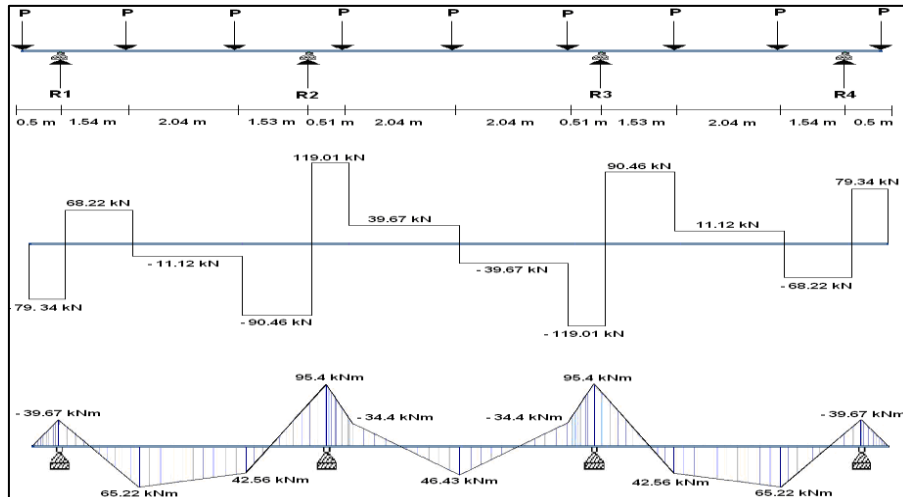 P P P P P P P P P
R1 R2 R3 R4
0.5 m 1.54 m 2.04 m 1.53 m 0.51 m 2.04 m 2.04 m 0.51 m 1.53 m 2.04 m 1.54 m 0.5 m
119.01 kN
90.46 kN
79.34 kN
68.22 kN
39.67 kN
11.12 kN
- 11.12 kN
- 39.67 kN
- 68.22 kN
- 79. 34 kN
- 90.46 kN
- 119.01 kN
95.4 kNm 95.4 kNm
- 39.67 kNm -34.4 kNm -34.4 kNm - 39.67 kNm
65.22 kNm 42.56 kNm 46.43 kNm 42.56 kNm 65.22 kNm